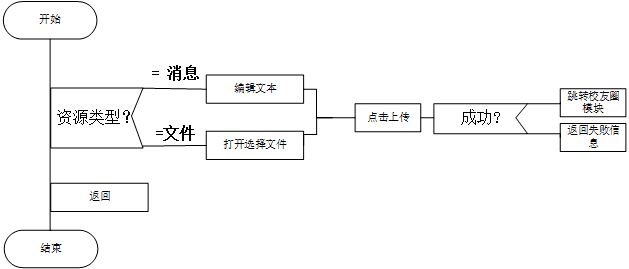 开始
资源类型？
= 消息
编辑文本
=文件
打开选择文件
点击上传
成功？
跳转校友圈
模块
返回失败信
息
返回
结束